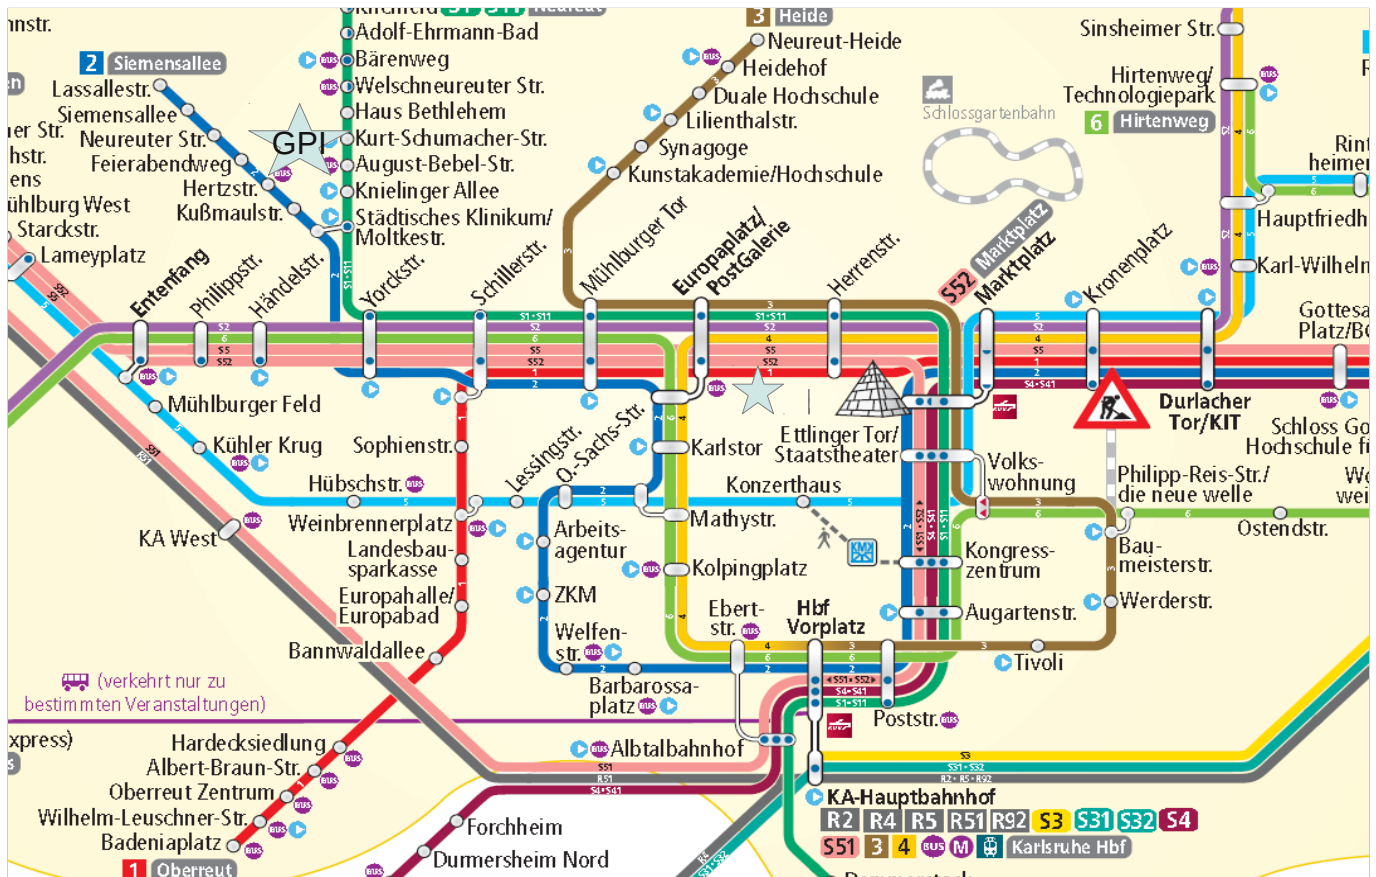 Adolf-Ehrmann-Bad
Bärenweg
Welschneureuter Str.
Haus Bethlehem
Kurt-Schumacher-Str.
August-Bebel-Str.
Knielinger Allee
Städtisches Klinikum/
Moltkestr.
2 Siemensallee
Lassallestr.
Siemensallee
Neureuter Str.
Feierabendweg
Hertzstr.
Kußmaulstr.
GPI
3 Heide
Neureut-Heide
Heidehof
Duale Hochschule
Lilienthalstr.
Synagoge
Kunstakademie/Hochschule
Schlossgartenbahn
Sinsheimer Str.
Hirtenweg/
Technologiepark
6 Hirtenweg
Karl-Wilhelm
Starckstr.
Lameyplatz
Entenfang
Philippstr.
Händelstr.
Yorckstr.
Schillerstr.
Mühlburger Tor
Europaplatz/
PostGalerie
Herrenstr.
S52 Marktplatz
Marktplatz
Kronenplatz
Durlacher
Tor/KIT
Mühlburger Feld
Kühler Krug
Hübschstr.
KA West
Sophienstr.
Weinbrennerplatz
Landesbau-
sparkasse
Europahalle/
Europabad
Bannwaldallee
Lessingstr.
O.-Sachs-Str.
Arbeits-
agentur
ZKM
Welfen-
str.
Barbarossa-
platz
Karlstor
Mathystr.
Kolpingplatz
Ebert-
str.
Hbf
Vorplatz
Konzerthaus
Ettlinger Tor/
Staatstheater
Volks-
wohnung
Kongress-
zentrum
Augartenstr.
Philipp-Reis-Str./
die neue welle
Ostendstr.
Bau-
meisterstr.
Werderstr.
Tivoli
Poststr.
Albtalbahnhof
(verkehrt nur zu
bestimmten Veranstaltungen)
Hardecksiedlung
Albert-Braun-Str.
Oberreut Zentrum
Wilhelm-Leuschner-Str.
Badeniaplatz
1 Oberreut
Forchheim
Durmersheim Nord
KA-Hauptbahnhof
R2 R4 R5 R51 R92 S3 S31 S32 S4
S51 3 4 BUS M Karlsruhe Hbf